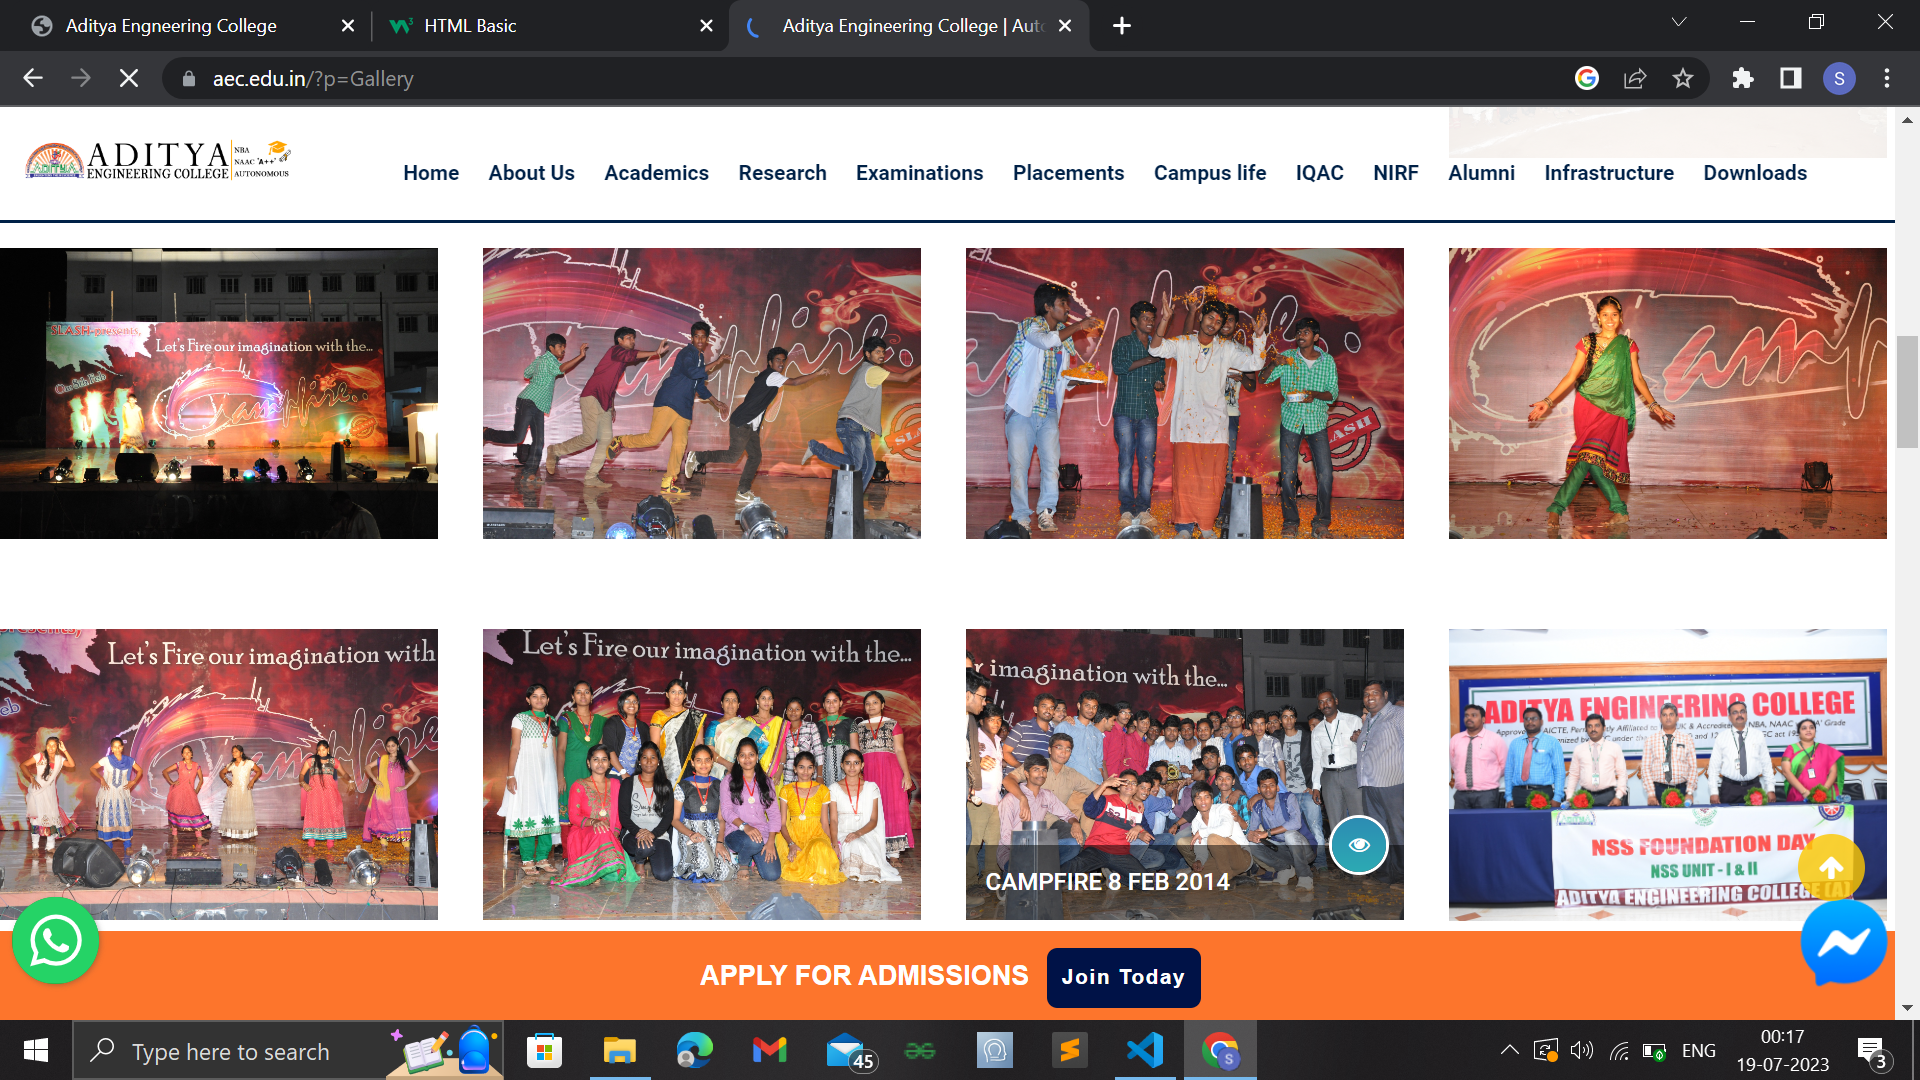 Aditya Engneering College
HTML Basic
Aditya Engineering College | Auto
aec.edu.in/?p=Gallery
S
ADITYA
ENGINEERING COLLEGE
NBA
NAAC 'A++'
AUTONOMOUS
Home About Us Academics Research Examinations Placements Campus life IQAC NIRF Alumni Infrastructure Downloads
SLASH presents,
Let's Fire our imagination with the...
Campfire..
SLASH
Let's Fire our imagination with
Let's Fire our imagination with the...
r imagination with the...
CAMPFIRE 8 FEB 2014
ADITYA ENGINEERING COLLEGE
NSS FOUNDATION DAY
NSS UNIT - I & II
ADITYA ENGINEERING COLLEGE (A)
APPLY FOR ADMISSIONS
Join Today
Type here to search
45
S
ENG
00:17
19-07-2023
3